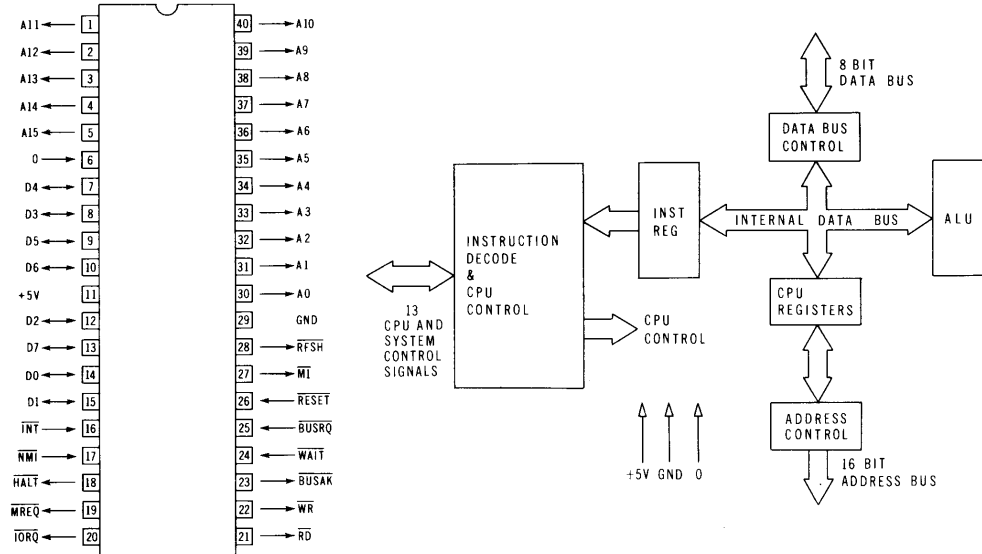 A11 1 40 A10
A12 2 39 A9
A13 3 38 A8
A14 4 37 A7
A15 5 36 A6
0 6 35 A5
D4 7 34 A4
D3 8 33 A3
D5 9 32 A2
D6 10 31 A1
+5V 11 30 A0
D2 12 29 GND
D7 13 28 RFSH
D0 14 27 MI
D1 15 26 RESET
INT 16 25 BUSRQ
NMI 17 24 WAIT
HALT 18 23 BUSAK
MREQ 19 22 WR
IORQ 20 21 RD
8 BIT
DATA BUS
DATA BUS
CONTROL
INST
REG
INTERNAL DATA BUS
ALU
INSTRUCTION
DECODE
&
CPU
CONTROL
13
CPU AND
SYSTEM
CONTROL
SIGNALS
CPU
CONTROL
CPU
REGISTERS
ADDRESS
CONTROL
16 BIT
ADDRESS BUS
+5V GND 0